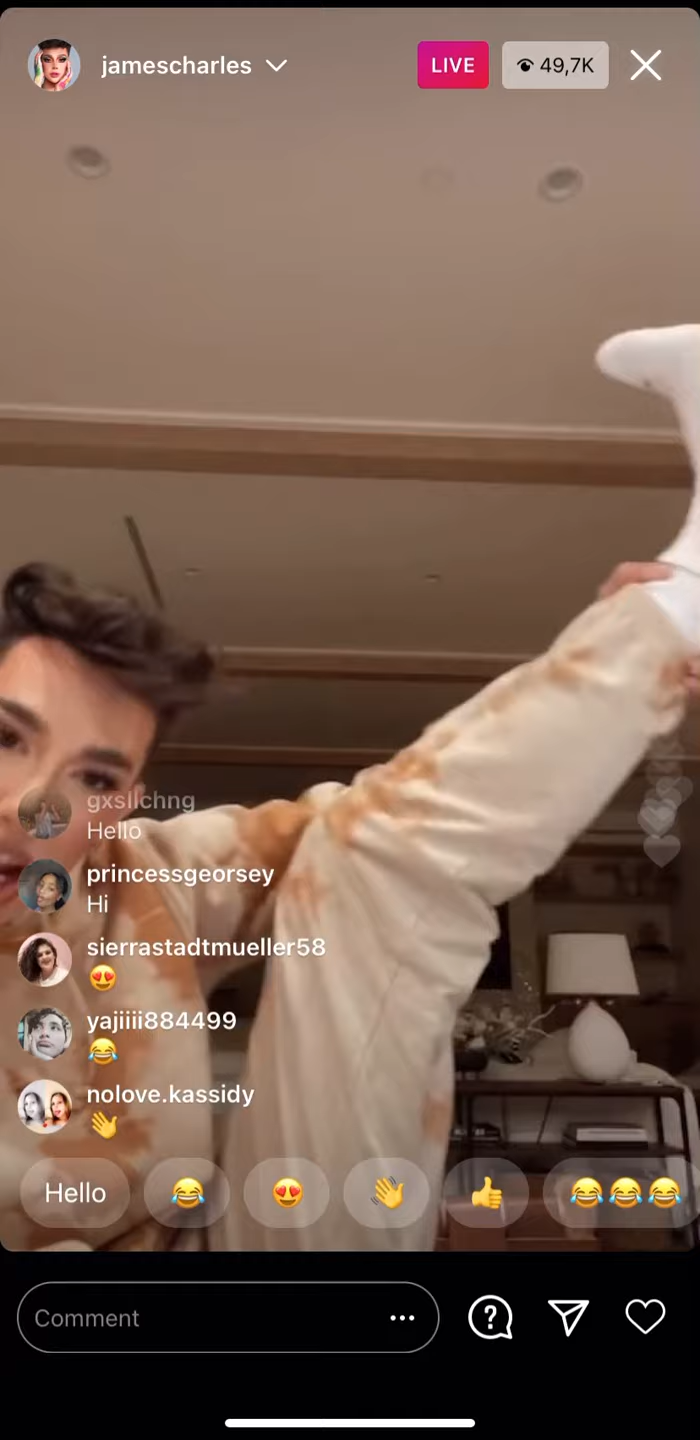 jamescharles
LIVE
49,7K
gxsllchng
Hello
princessgeorsey
Hi
sierrastadtmueller58
😍
yajiiii884499
😂
nolove.kassidy
👋
Hello 😂 😍 👋 👍 😂😂😂
Comment